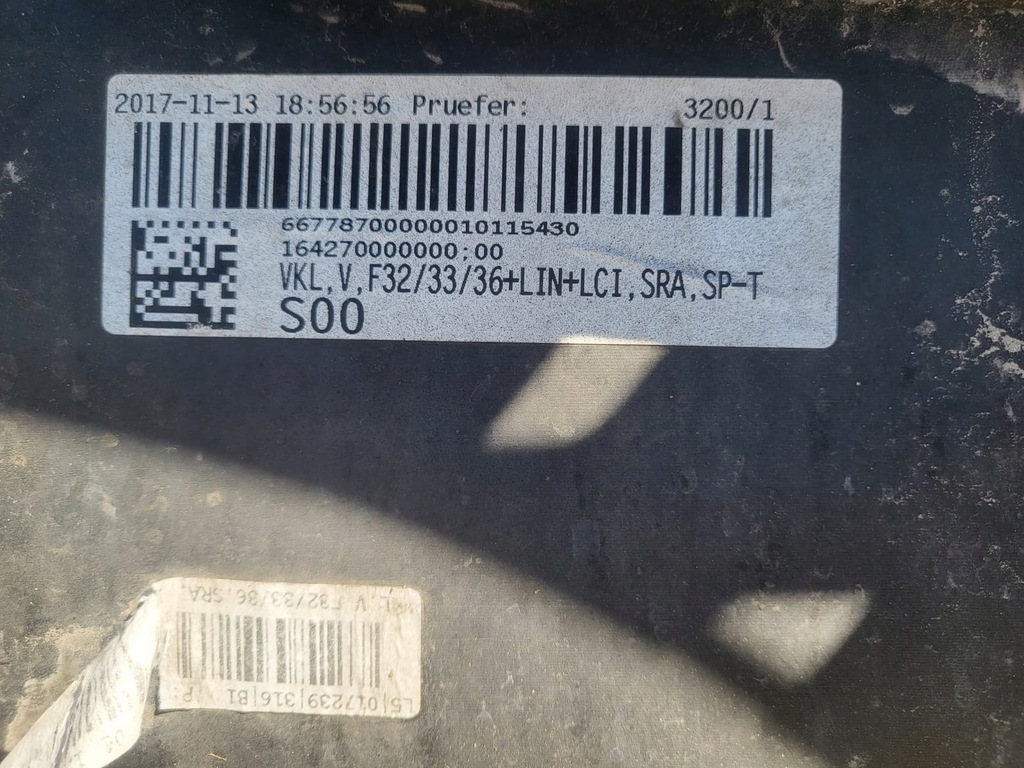 2017-11-13 18:56:56 Pruefer: 3200/1
66778700000010115430
164270000000;00
VKL,V,F32/33/36+LIN+LCI,SRA,SP-T
S00
L5|017239|316|B1 P:
V F32/33/36 SRA